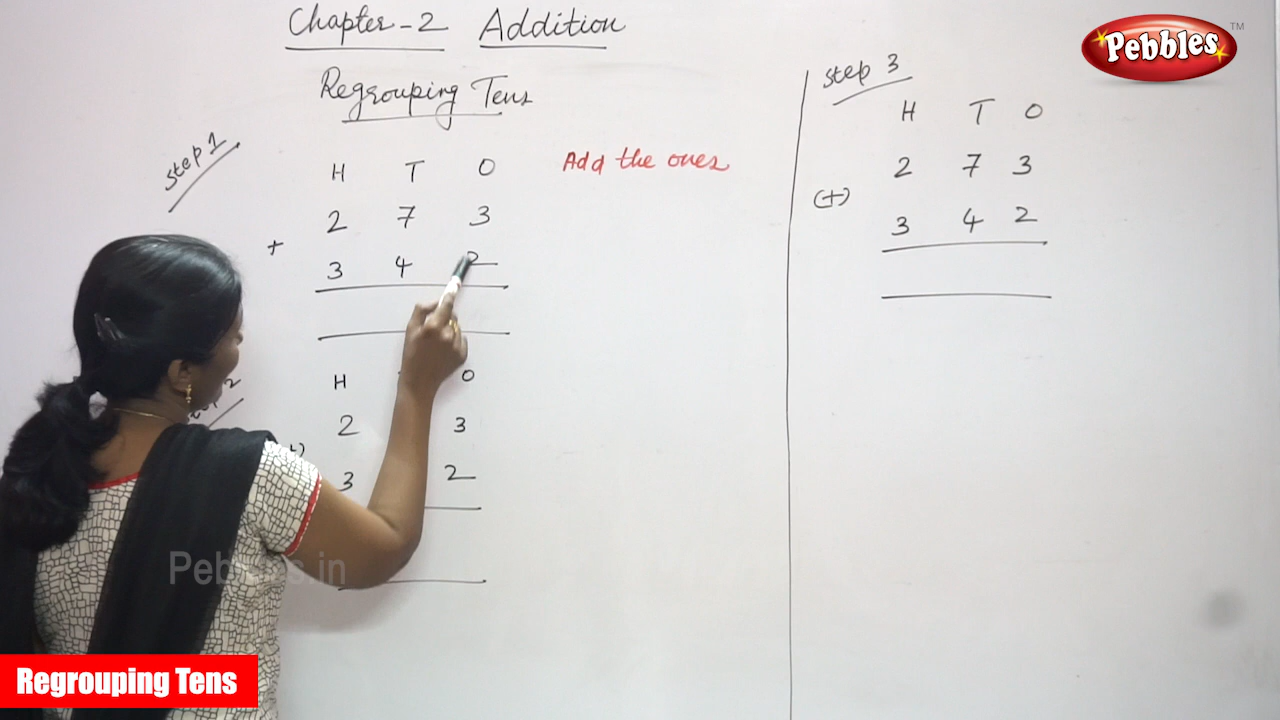 Chapter - 2 Addition
Regrouping Tens
Step 1
Add the ones
H T O
2 7 3
+
3 4 2
H O
2 3
3 2
Step 3
H T O
2 7 3
(+)
3 4 2
Pebbles™
Pebbles.in
Regrouping Tens